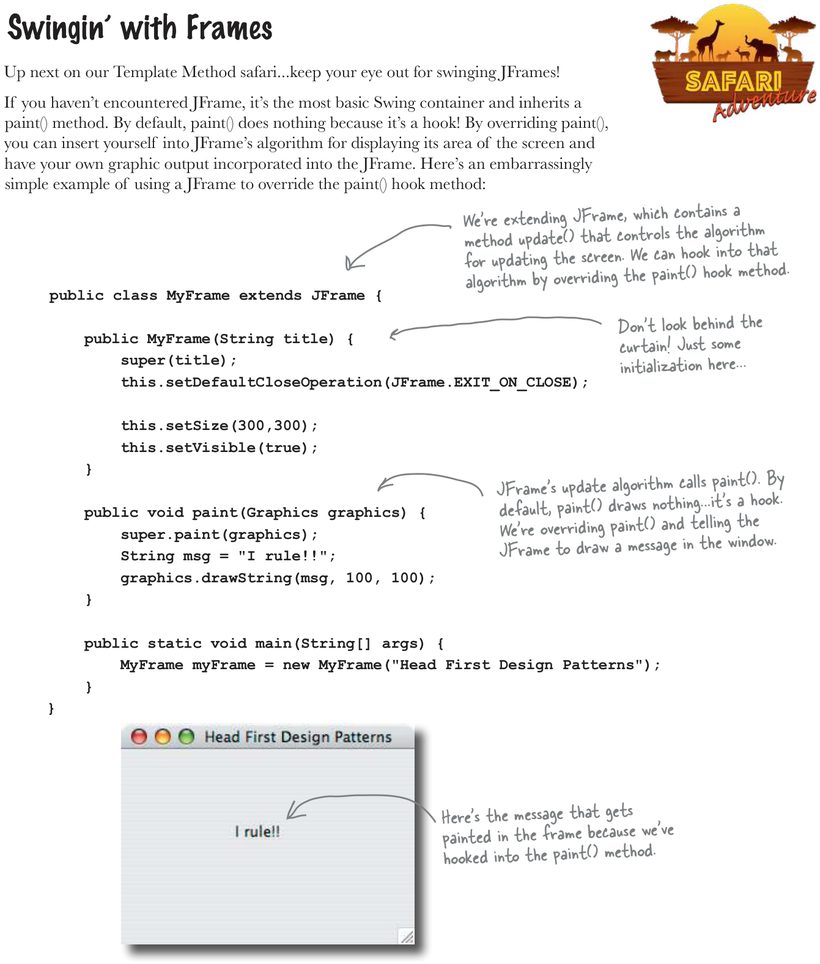 Swingin' with Frames
SAFARI
Adventure
Up next on our Template Method safari...keep your eye out for swinging JFrames!
If you haven't encountered JFrame, it's the most basic Swing container and inherits a
paint() method. By default, paint() does nothing because it's a hook! By overriding paint(),
you can insert yourself into JFrame's algorithm for displaying its area of the screen and
have your own graphic output incorporated into the JFrame. Here's an embarrassingly
simple example of using a JFrame to override the paint() hook method:
We're extending JFrame, which contains a
method update() that controls the algorithm
for updating the screen. We can hook into that
algorithm by overriding the paint() hook method.
public class MyFrame extends JFrame {
public MyFrame(String title) {
super(title);
this.setDefaultCloseOperation(JFrame.EXIT_ON_CLOSE);
Don't look behind the
curtain! Just some
initialization here...
this.setSize(300,300);
this.setVisible(true);
}
JFrame's update algorithm calls paint(). By
default, paint() draws nothing...it's a hook.
We're overriding paint() and telling the
JFrame to draw a message in the window.
public void paint(Graphics graphics) {
super.paint(graphics);
String msg = "I rule!!";
graphics.drawString(msg, 100, 100);
}
public static void main(String[] args) {
MyFrame myFrame = new MyFrame("Head First Design Patterns");
}
}
Head First Design Patterns
I rule!!
Here's the message that gets
painted in the frame because we've
hooked into the paint() method.